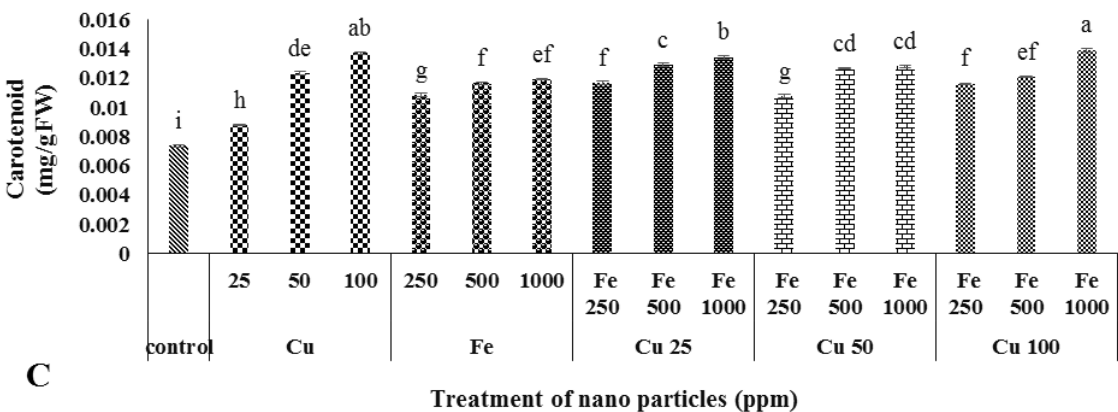 0.016
0.014
0.012
0.01
0.008
0.006
0.004
0.002
0
Carotenoid
(mg/gFW)
i h de ab g f ef f c b g cd cd f ef a
25 50 100 250 500 1000 Fe Fe Fe Fe Fe Fe Fe Fe Fe
250 500 1000 250 500 1000 250 500 1000
control Cu Fe Cu 25 Cu 50 Cu 100
C
Treatment of nano particles (ppm)